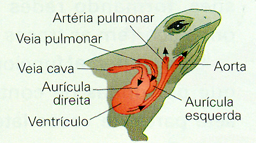 Artéria pulmonar
Veia pulmonar
Veia cava
Aorta
Aurícula
direita
Aurícula
esquerda
Ventrículo